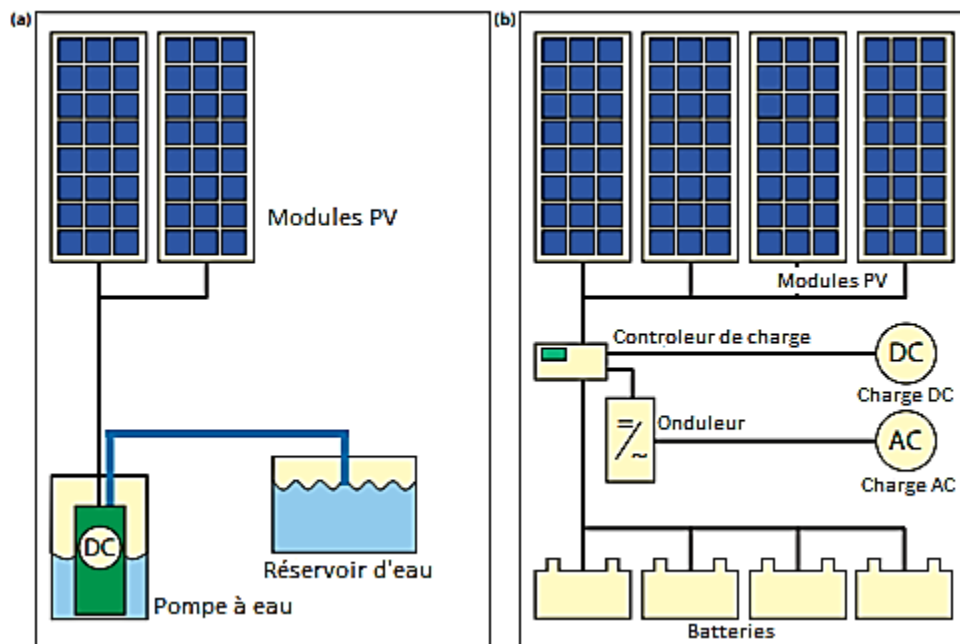 (a)
Modules PV
DC
Réservoir d'eau
Pompe à eau
(b)
Modules PV
Controleur de charge
DC
Charge DC
Onduleur
=/~
AC
Charge AC
Batteries